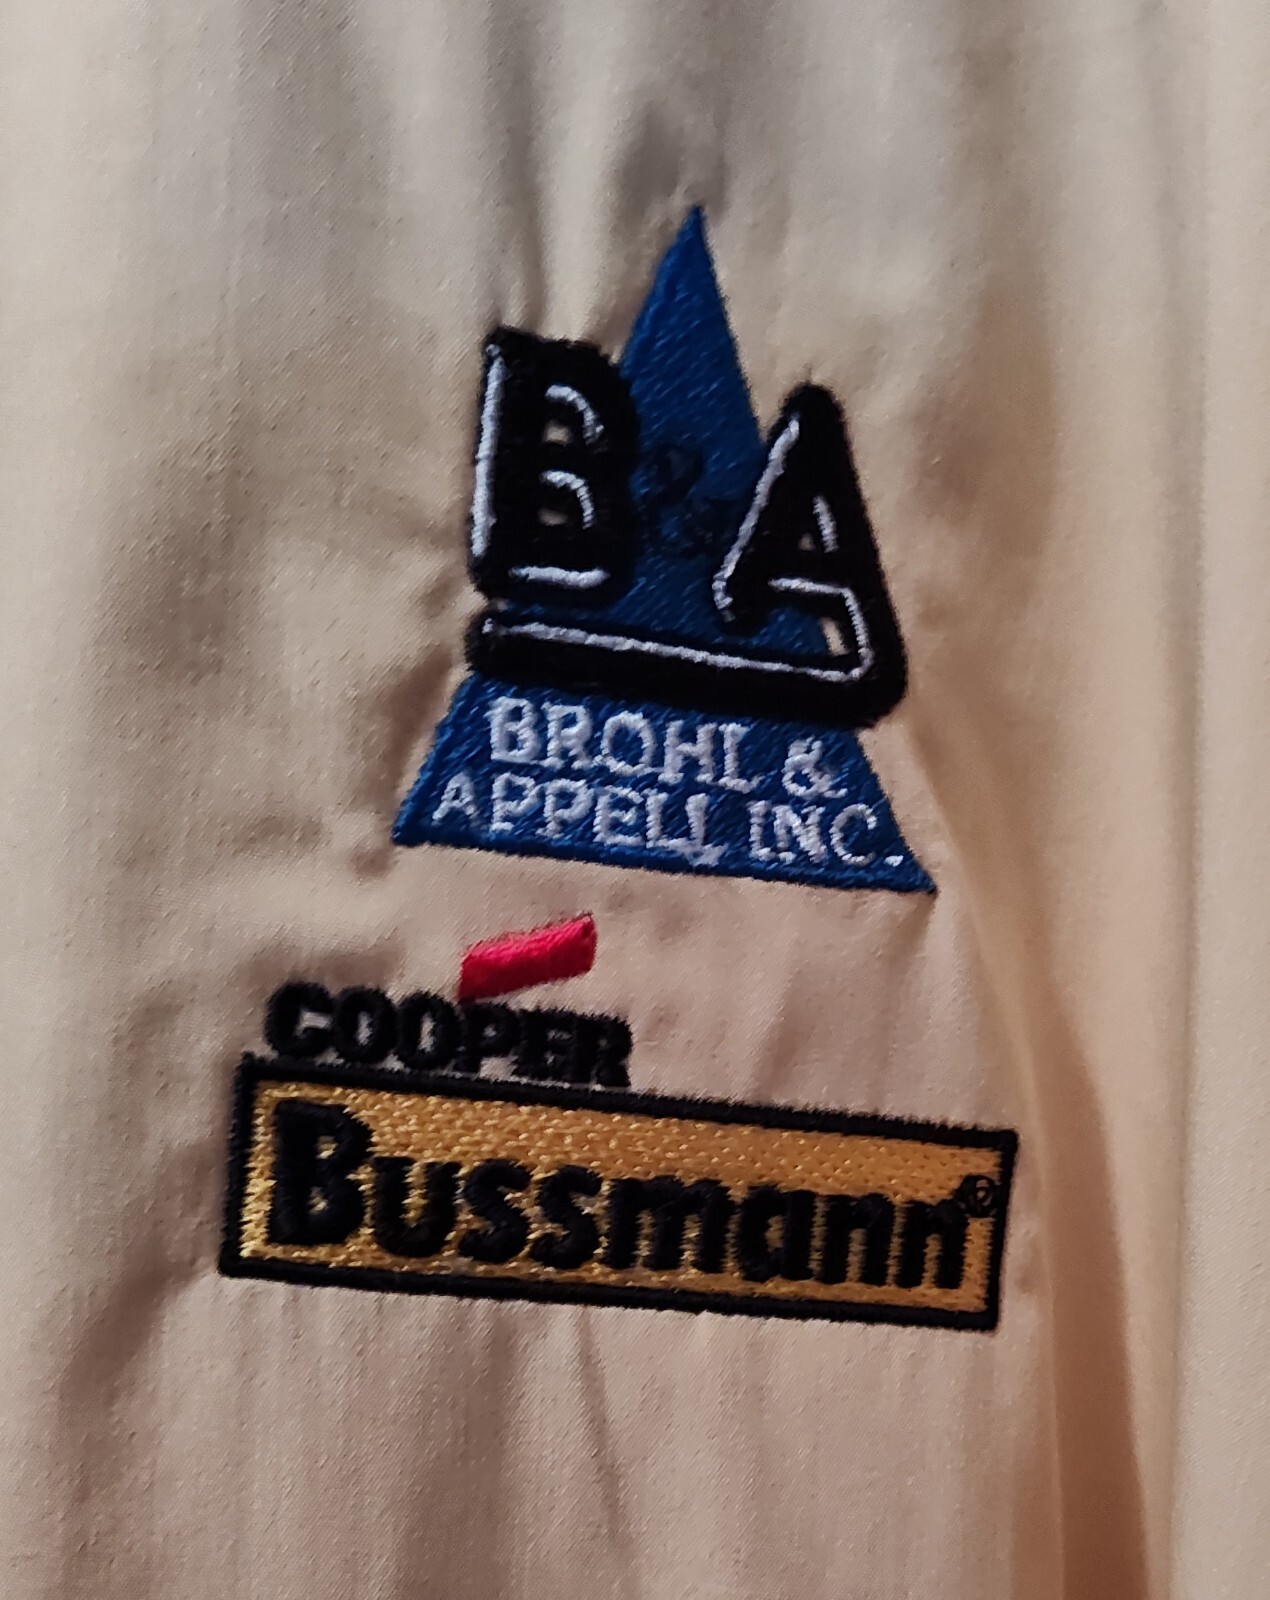 B&A
BROHL &
APPELL INC.
COOPER
Bussmann®